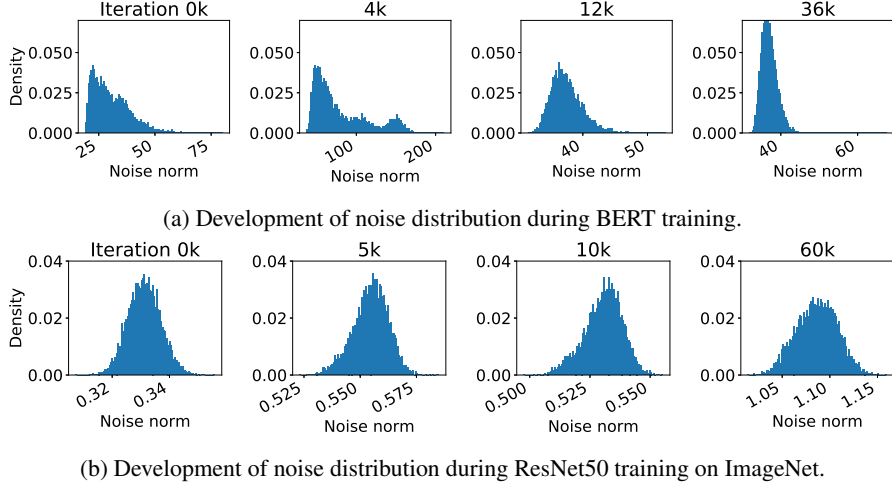 Iteration 0k 4k 12k 36k
Density
0.050
0.025
0.000
25 50 75
Noise norm
0.050
0.025
0.000
100 200
Noise norm
0.050
0.025
0.000
40 50
Noise norm
0.050
0.025
0.000
40 60
Noise norm
(a) Development of noise distribution during BERT training.
Iteration 0k 5k 10k 60k
Density
0.04
0.02
0.00
0.32 0.34
Noise norm
0.04
0.02
0.00
0.525 0.550 0.575
Noise norm
0.04
0.02
0.00
0.500 0.525 0.550
Noise norm
0.04
0.02
0.00
1.05 1.10 1.15
Noise norm
(b) Development of noise distribution during ResNet50 training on ImageNet.